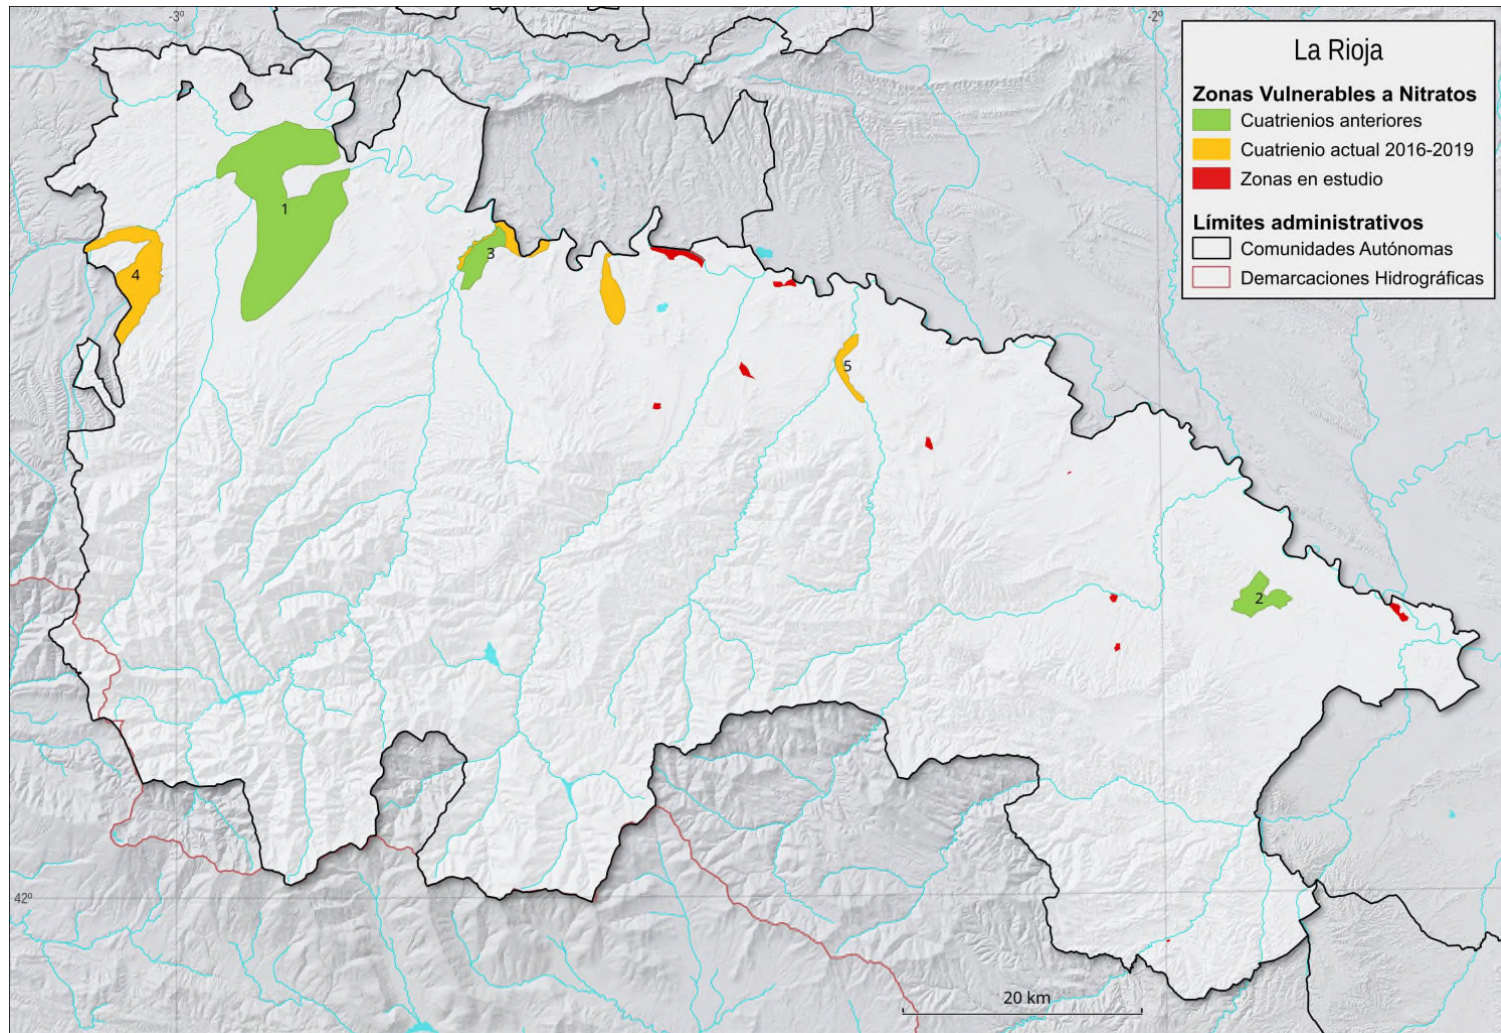 -3º
-2º
La Rioja
Zonas Vulnerables a Nitratos
Cuatrienios anteriores
Cuatrienio actual 2016-2019
Zonas en estudio
Límites administrativos
Comunidades Autónomas
Demarcaciones Hidrográficas
1
3
4
5
2
42º
20 km